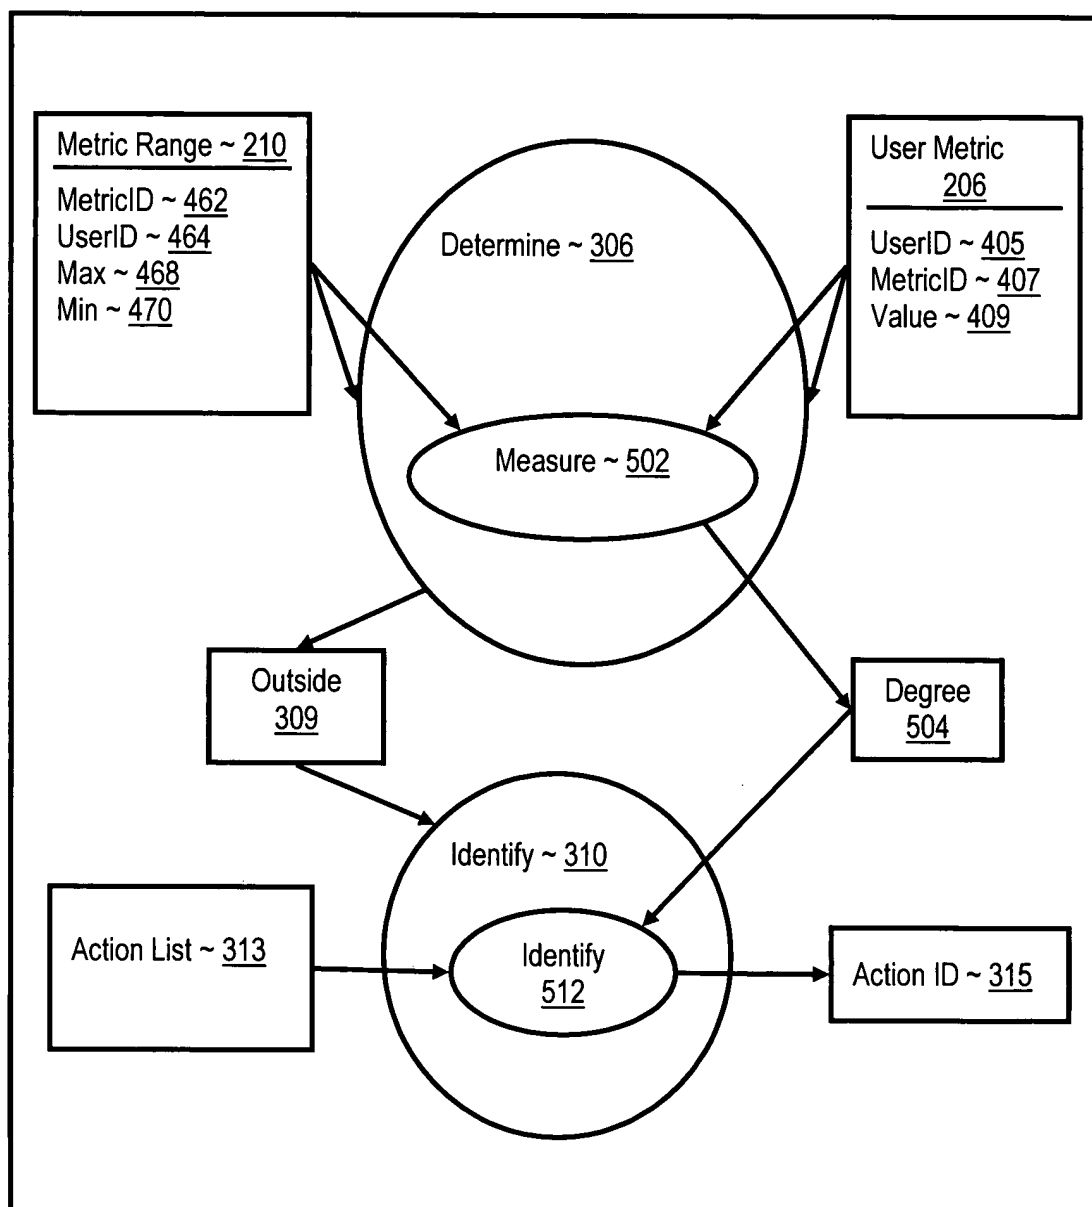 Metric Range ~ 210
MetricID ~ 462
UserID ~ 464
Max ~ 468
Min ~ 470
User Metric
206
UserID ~ 405
MetricID ~ 407
Value ~ 409
Determine ~ 306
Measure ~ 502
Outside
309
Degree
504
Identify ~ 310
Action List ~ 313
Identify
512
Action ID ~ 315